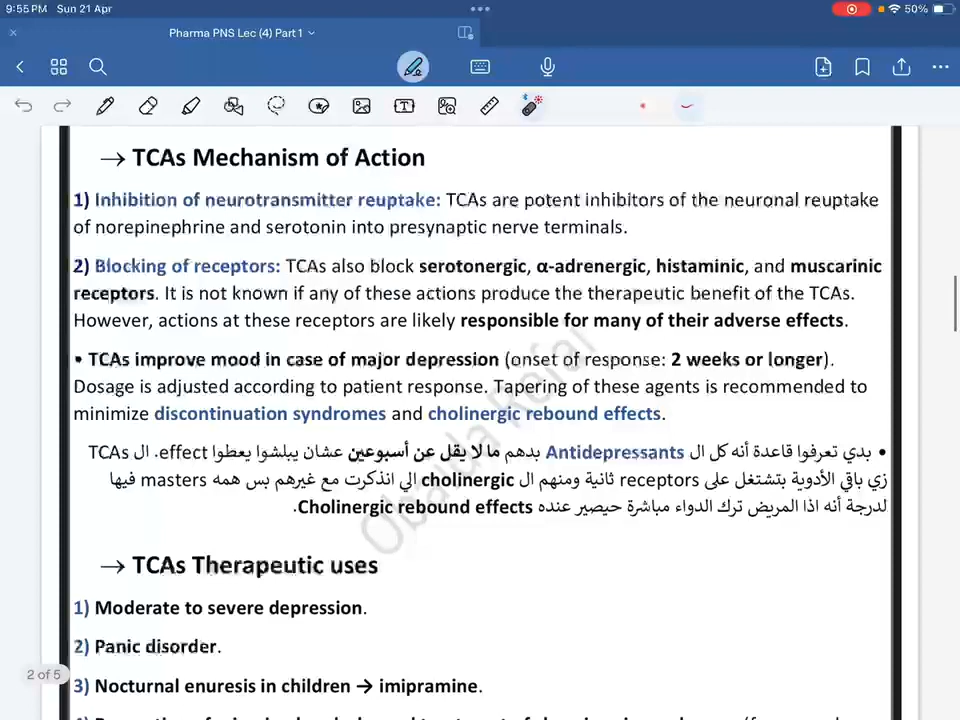 9:55 PM Sun 21 Apr
50%
Pharma PNS Lec (4) Part 1
→ TCAs Mechanism of Action
1) Inhibition of neurotransmitter reuptake: TCAs are potent inhibitors of the neuronal reuptake
of norepinephrine and serotonin into presynaptic nerve terminals.
2) Blocking of receptors: TCAs also block serotonergic, α-adrenergic, histaminic, and muscarinic
receptors. It is not known if any of these actions produce the therapeutic benefit of the TCAs.
However, actions at these receptors are likely responsible for many of their adverse effects.
• TCAs improve mood in case of major depression (onset of response: 2 weeks or longer).
Dosage is adjusted according to patient response. Tapering of these agents is recommended to
minimize discontinuation syndromes and cholinergic rebound effects.
• بدي تعرفوا قاعدة أنه كل ال Antidepressants بدهم ما لا يقل عن أسبوعين عشان يبلشوا يعطوا effect. ال TCAs
زي باقي الأدوية بتشتغل على receptors ثانية ومنهم ال cholinergic الي انذكرت مع غيرهم بس همه masters فيها
لدرجة أنه اذا المريض ترك الدواء مباشرة حيصير عنده Cholinergic rebound effects.
Obaida Refai
→ TCAs Therapeutic uses
1) Moderate to severe depression.
2) Panic disorder.
2 of 5
3) Nocturnal enuresis in children → imipramine.